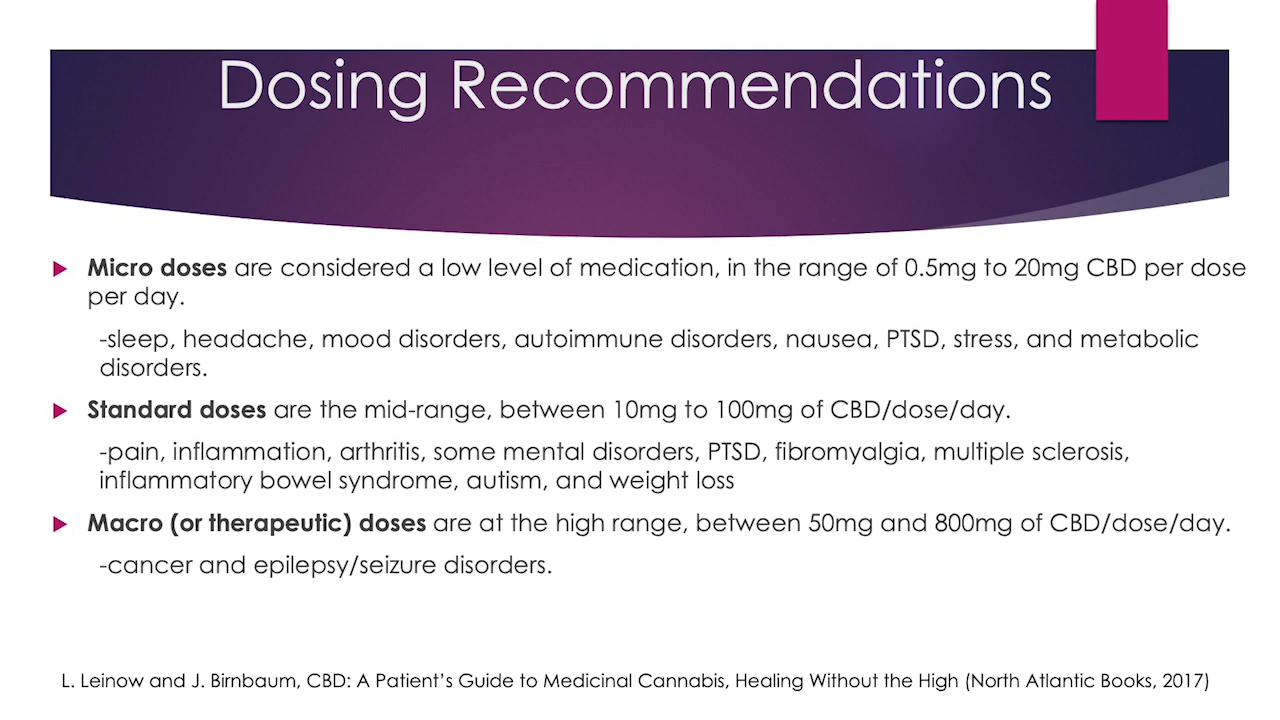 Dosing Recommendations
Micro doses are considered a low level of medication, in the range of 0.5mg to 20mg CBD per dose
per day.
-sleep, headache, mood disorders, autoimmune disorders, nausea, PTSD, stress, and metabolic
disorders.
Standard doses are the mid-range, between 10mg to 100mg of CBD/dose/day.
-pain, inflammation, arthritis, some mental disorders, PTSD, fibromyalgia, multiple sclerosis,
inflammatory bowel syndrome, autism, and weight loss
Macro (or therapeutic) doses are at the high range, between 50mg and 800mg of CBD/dose/day.
-cancer and epilepsy/seizure disorders.
L. Leinow and J. Birnbaum, CBD: A Patient’s Guide to Medicinal Cannabis, Healing Without the High (North Atlantic Books, 2017)